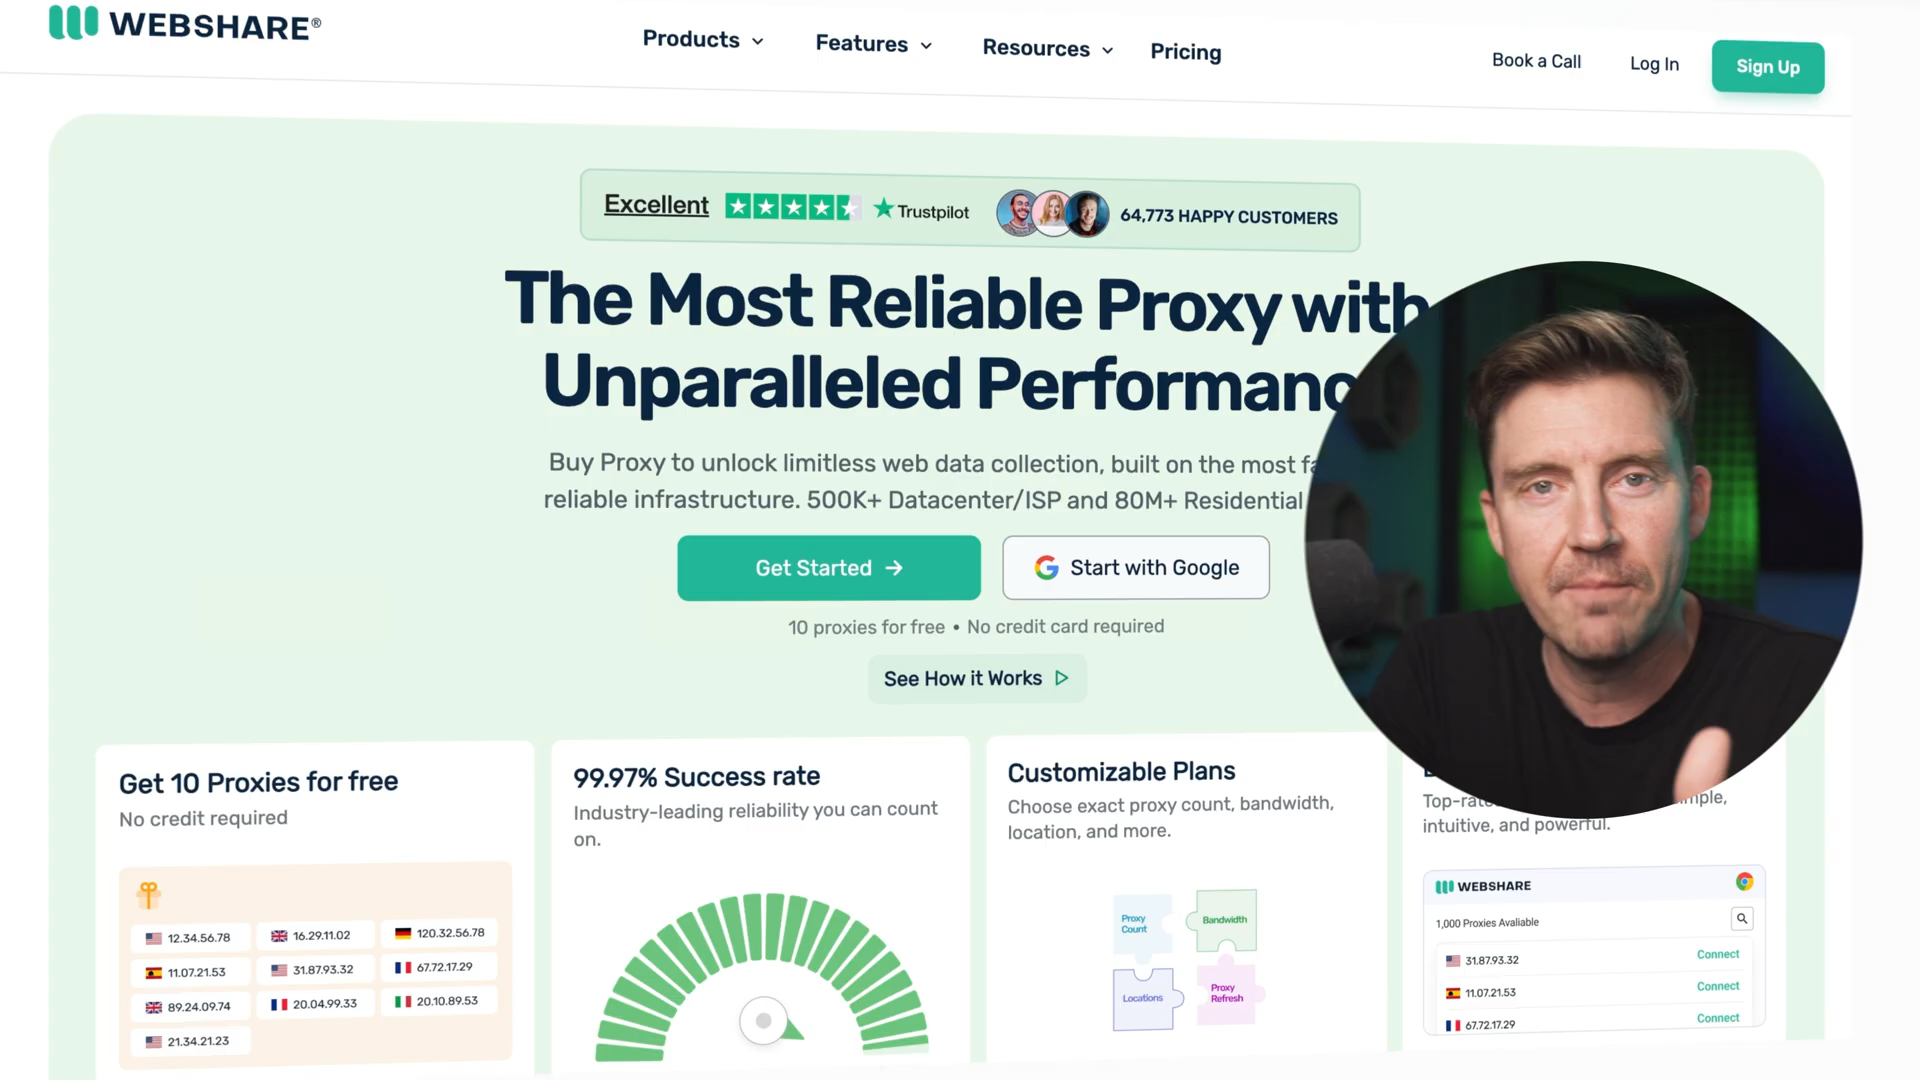 WEBSHARE®
Products
Features
Resources
Pricing
Book a Call
Log In
Sign Up
Excellent
Trustpilot
64,773 HAPPY CUSTOMERS
The Most Reliable Proxy with
Unparalleled Performanc
Buy Proxy to unlock limitless web data collection, built on the most
reliable infrastructure. 500K+ Datacenter/ISP and 80M+ Residential
Get Started →
Start with Google
10 proxies for free • No credit card required
See How it Works
Get 10 Proxies for free
No credit required
12.34.56.78
16.29.11.02
120.32.56.78
11.07.21.53
31.87.93.32
67.72.17.29
89.24.09.74
20.04.99.33
20.10.89.53
21.34.21.23
99.97% Success rate
Industry-leading reliability you can count
on.
Customizable Plans
Choose exact proxy count, bandwidth,
location, and more.
Proxy
Count
Bandwidth
Locations
Proxy
Refresh
intuitive, and powerful.
WEBSHARE
1,000 Proxies Avaliable
31.87.93.32
Connect
11.07.21.53
Connect
67.72.17.29
Connect